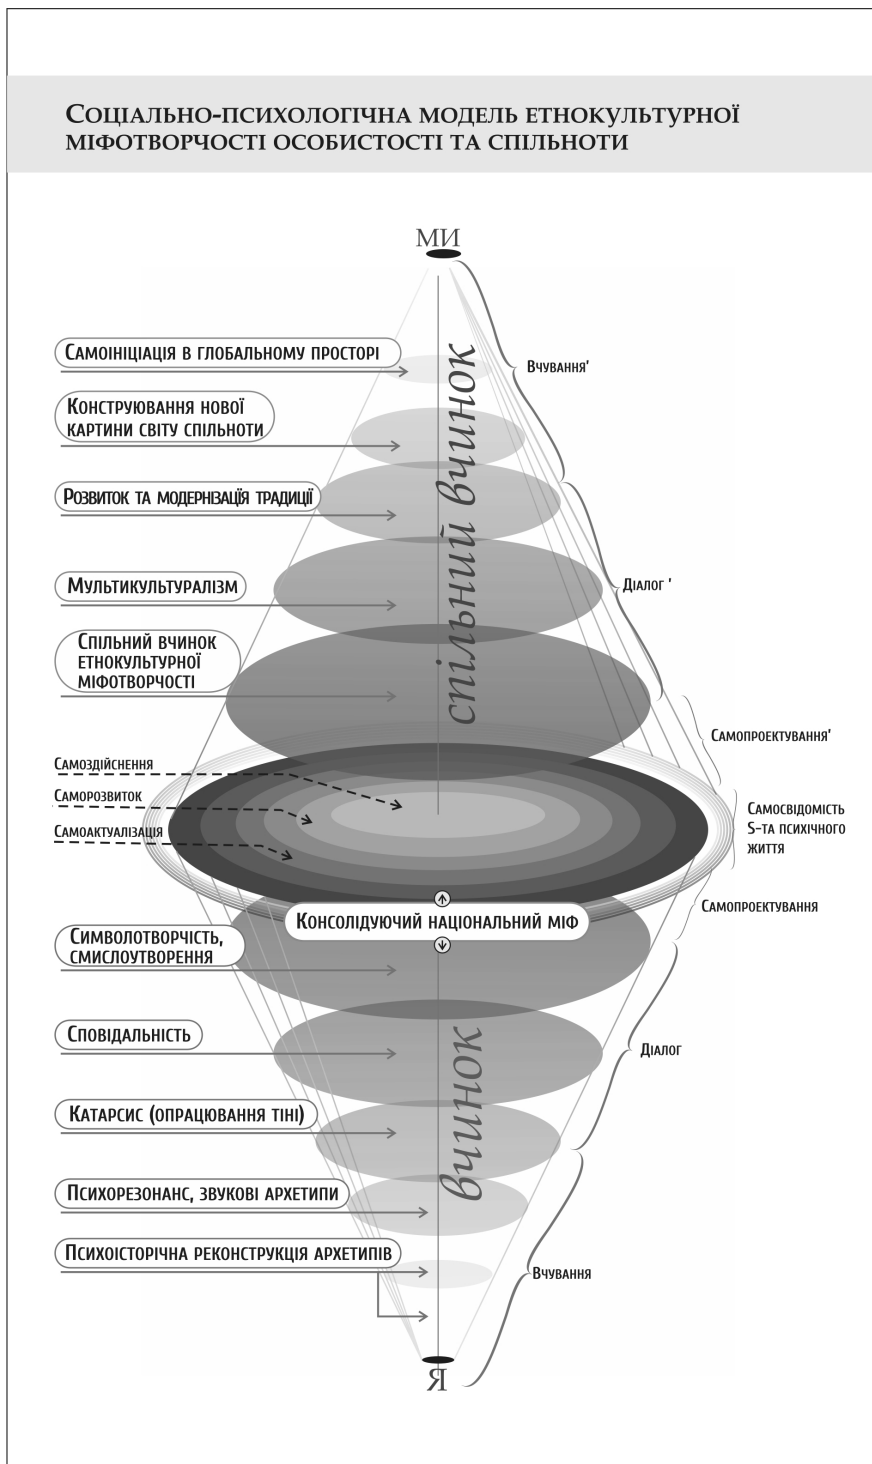 Соціально-психологічна модель етнокультурної
міфотворчості особистості та спільноти
МИ
Самоініціація в глобальному просторі
Вчування'
Конструювання нової
картини світу спільноти
Розвиток та модернізація традиції
спільний вчинок
Мультикультуралізм
Діалог '
Спільний вчинок
етнокультурної
міфотворчості
Самопроектування'
Самоздійснення
Саморозвиток
Самоактуалізація
Самосвідомість
S-та психічного
життя
Самопроектування
Консолідуючий національний міф
Символотворчість,
смислоутворення
Сповідальність
Діалог
вчинок
Катарсис (опрацювання тіні)
Психорезонанс, звукові архетипи
Психоісторічна реконструкція архетипів
Вчування
Я